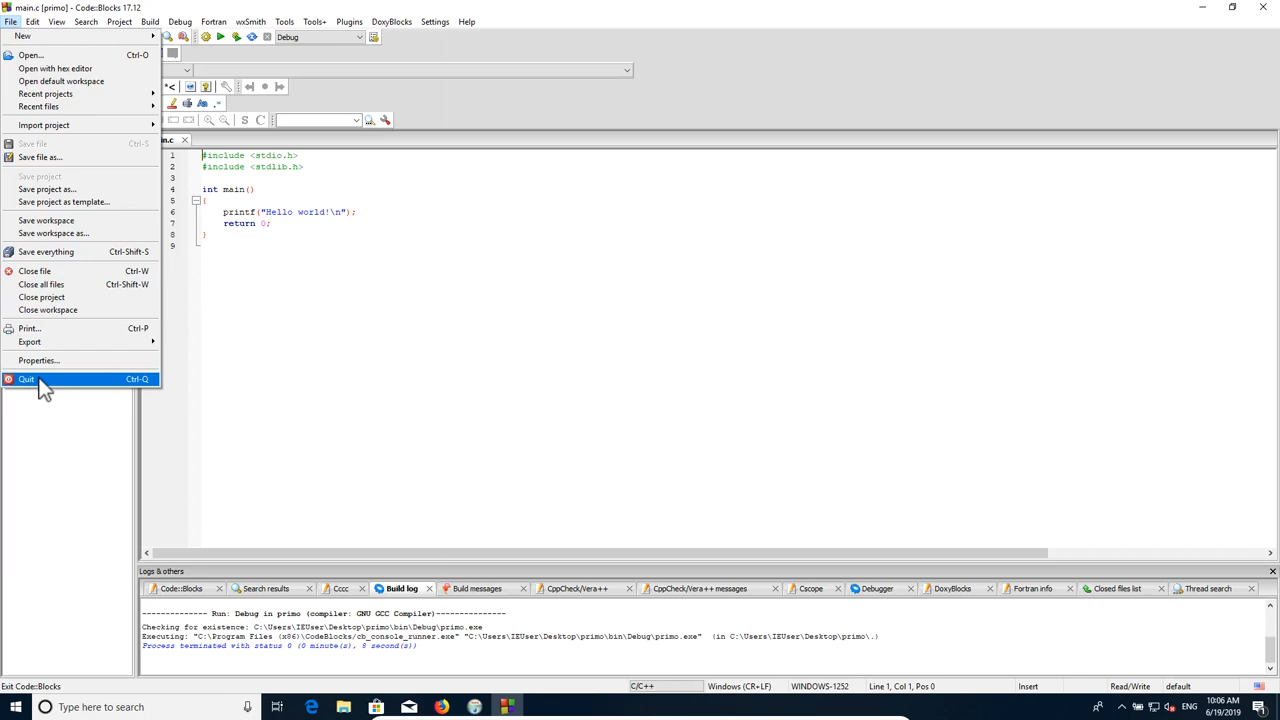 main.c [primo] - Code::Blocks 17.12
File Edit View Search Project Build Debug Fortran wxSmith Tools Tools+ Plugins DoxyBlocks Settings Help
New
Open... Ctrl-O
Open with hex editor
Open default workspace
Recent projects
Recent files
Import project
Save file Ctrl-S
Save file as...
Save project
Save project as...
Save project as template...
Save workspace
Save workspace as...
Save everything Ctrl-Shift-S
Close file Ctrl-W
Close all files Ctrl-Shift-W
Close project
Close workspace
Print... Ctrl-P
Export
Properties...
Quit Ctrl-Q
Debug
*<
.*
S C
in.c
1 #include <stdio.h>
2 #include <stdlib.h>
3
4 int main()
5 {
6 printf("Hello world!\n");
7 return 0;
8 }
9
Logs & others
Code::Blocks Search results Cccc Build log Build messages CppCheck/Vera++ CppCheck/Vera++ messages Cscope Debugger DoxyBlocks Fortran info Closed files list Thread search
-------------- Run: Debug in primo (compiler: GNU GCC Compiler)---------------
Checking for existence: C:\Users\IEUser\Desktop\primo\bin\Debug\primo.exe
Executing: "C:\Program Files (x86)\CodeBlocks/cb_console_runner.exe" "C:\Users\IEUser\Desktop\primo\bin\Debug\primo.exe" (in C:\Users\IEUser\Desktop\primo\.)
Process terminated with status 0 (0 minute(s), 8 second(s))
Exit Code::Blocks C/C++ Windows (CR+LF) WINDOWS-1252 Line 1, Col 1, Pos 0 Insert Read/Write default
Type here to search ENG 10:06 AM
6/19/2019